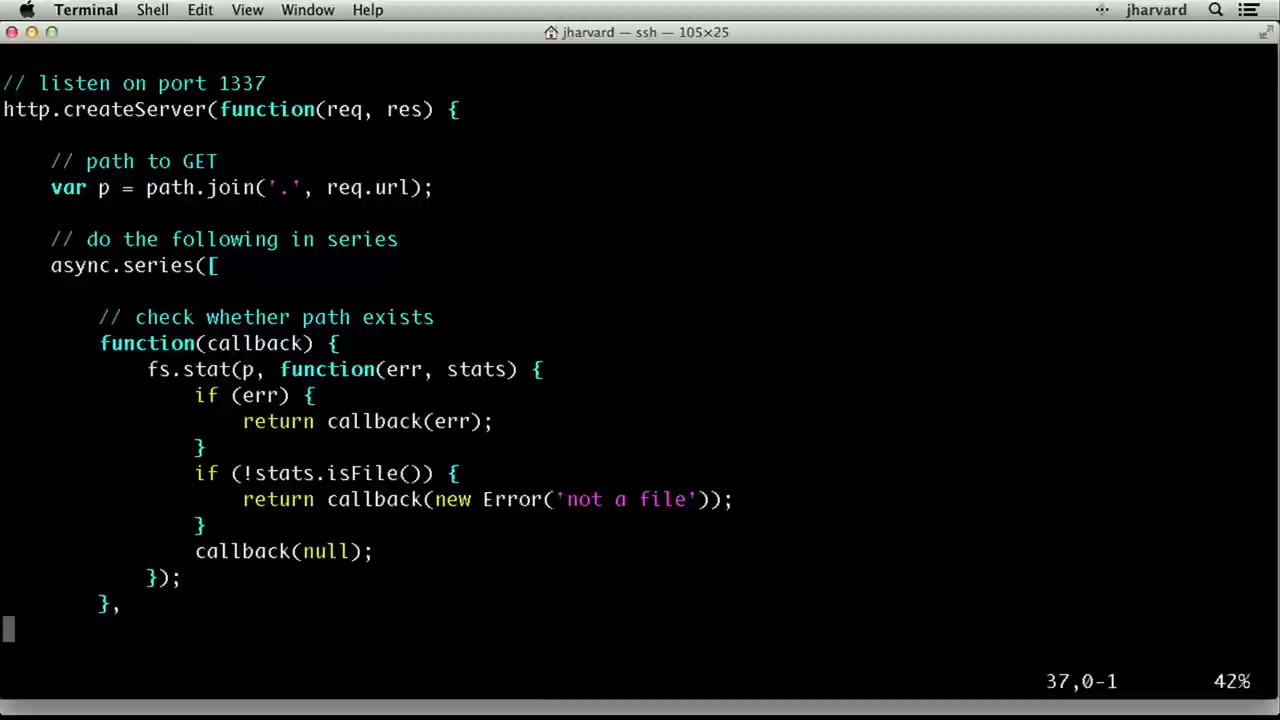 Terminal Shell Edit View Window Help jharvard
jharvard — ssh — 105×25
// listen on port 1337
http.createServer(function(req, res) {
// path to GET
var p = path.join('.', req.url);
// do the following in series
async.series([
// check whether path exists
function(callback) {
fs.stat(p, function(err, stats) {
if (err) {
return callback(err);
}
if (!stats.isFile()) {
return callback(new Error('not a file'));
}
callback(null);
});
},
37,0-1 42%